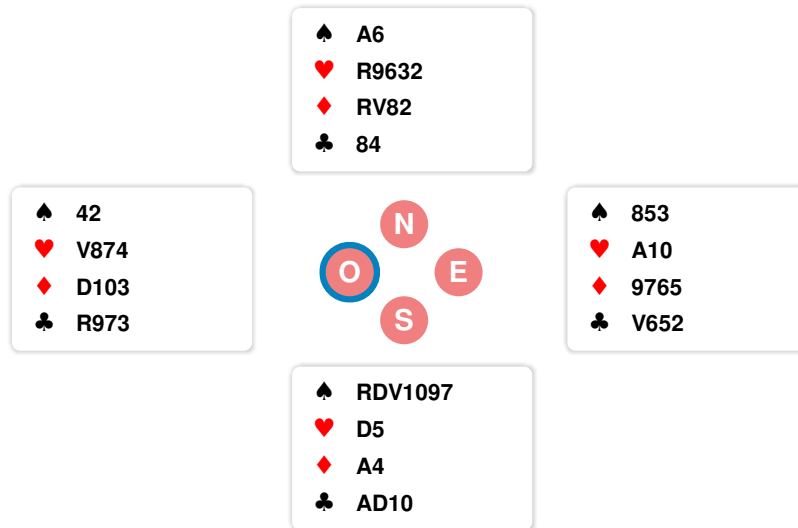 ♠ A6
♥ R9632
♦ RV82
♣ 84
♠ 42
♥ V874
♦ D103
♣ R973
N
O
E
S
♠ 853
♥ A10
♦ 9765
♣ V652
♠ RDV1097
♥ D5
♦ A4
♣ AD10